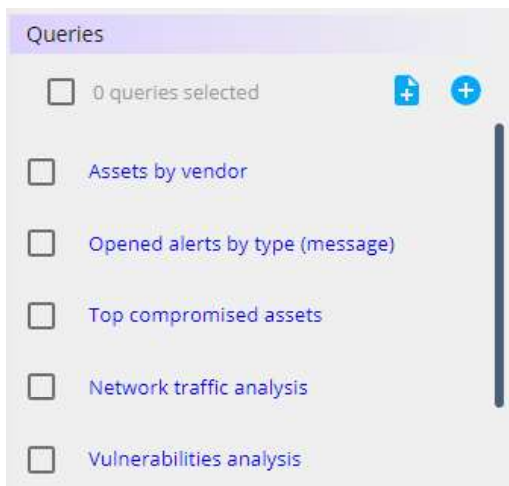 Queries
0 queries selected
Assets by vendor
Opened alerts by type (message)
Top compromised assets
Network traffic analysis
Vulnerabilities analysis